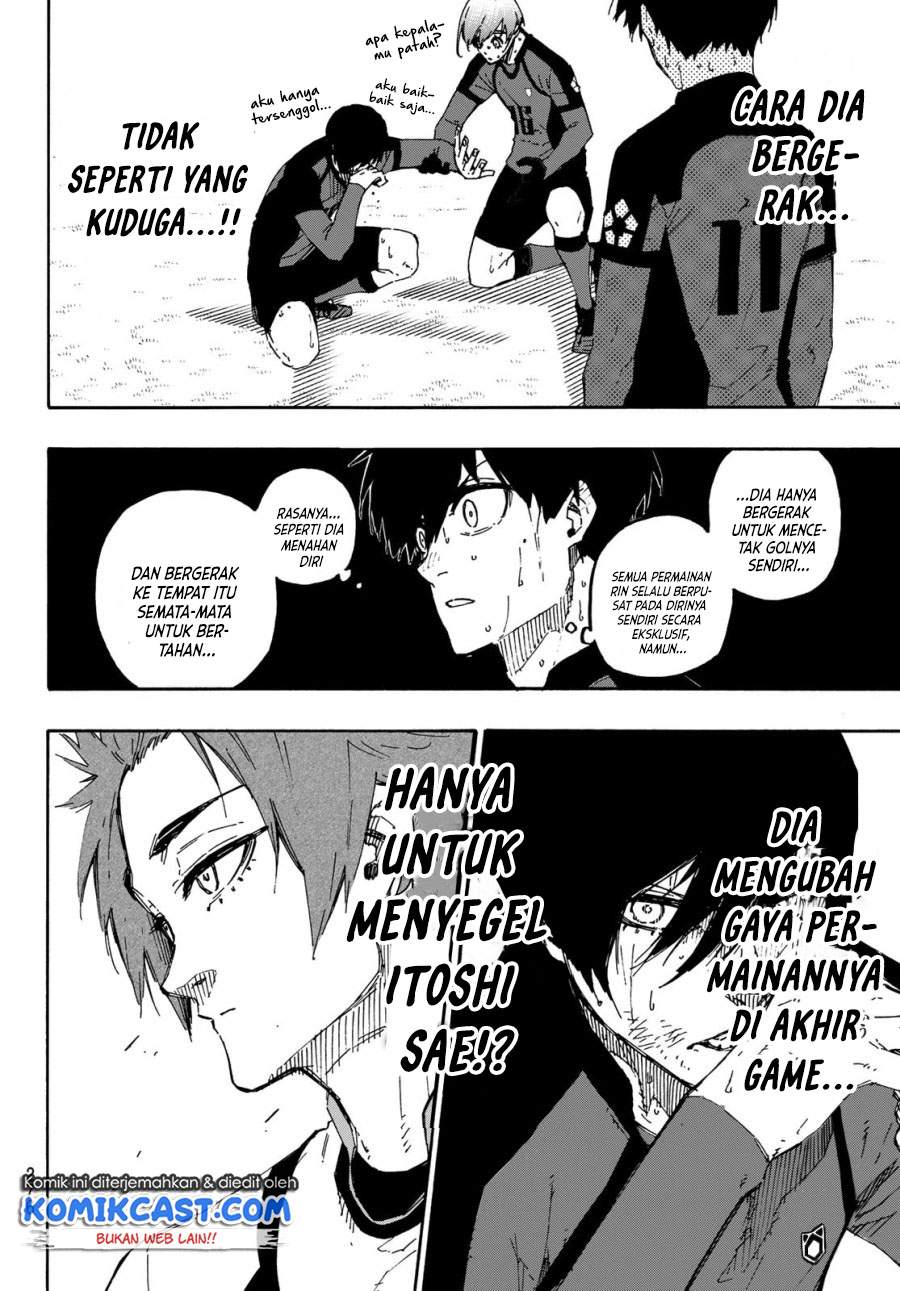 CARA DIA
BERGE-
RAK...
apa kepala-
mu patah?
aku baik-
baik saja...
aku hanya
tersenggol...
16
11
TIDAK
SEPERTI YANG
KUDUGA...!!
...DIA HANYA
BERGERAK
UNTUK MENCE-
TAK GOLNYA
SENDIRI...
SEMUA PERMAINAN
RIN SELALU BERPU-
SAT PADA DIRINYA
SENDIRI SECARA
EKSKLUSIF,
NAMUN...
RASANYA...
SEPERTI DIA
MENAHAN
DIRI
DAN BERGERAK
KE TEMPAT ITU
SEMATA-MATA
UNTUK BER-
TAHAN...
DIA
MENGUBAH
GAYA PER-
MAINANNYA
DI AKHIR
GAME...
HANYA
UNTUK
MENYEGEL
ITOSHI
SAE!?
Komik ini diterjemahkan & diedit oleh
KOMIKCAST.COM
BUKAN WEB LAIN!!